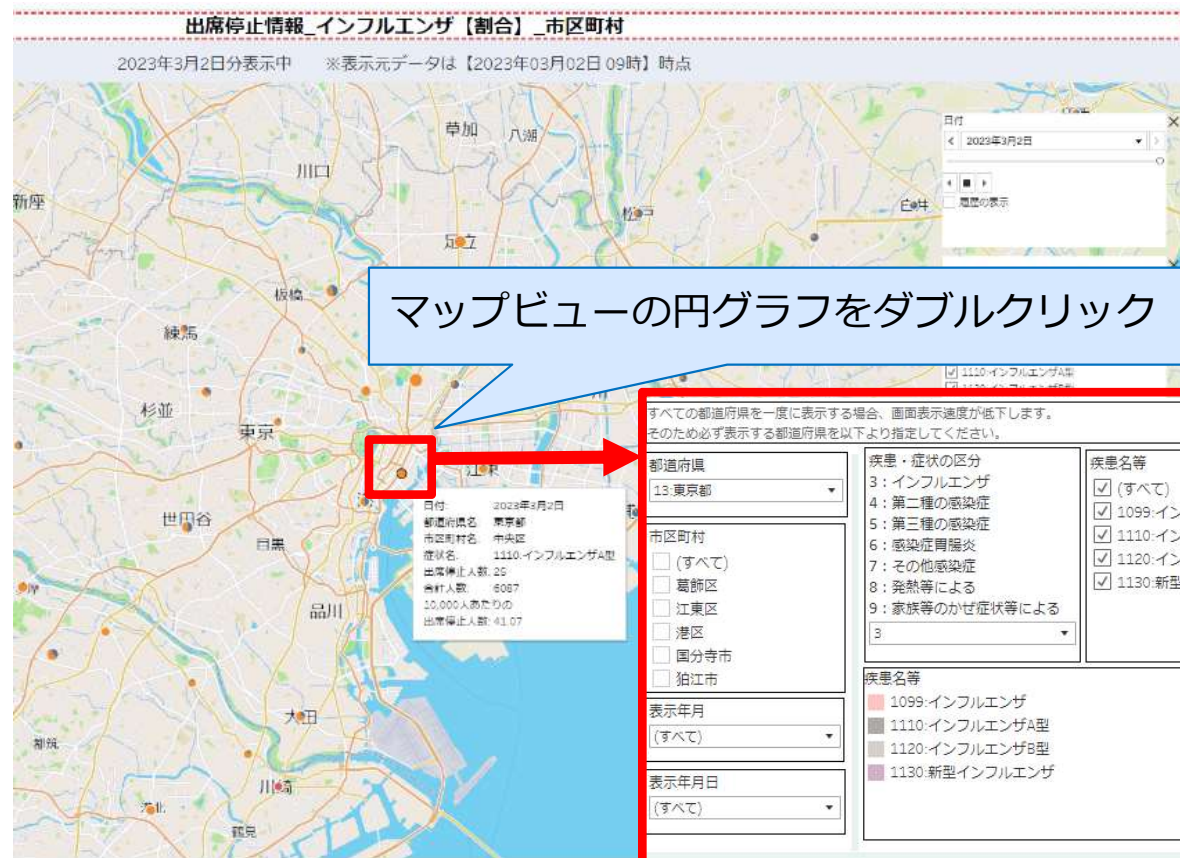 出席停止情報_インフルエンザ【割合】_市区町村
2023年3月2日分表示中　※表示元データは【2023年03月02日 09時】時点
草加
八潮
川口
新座
松戸
足立
白井
板橋
練馬
杉並
東京
江東
世田谷
目黒
品川
大田
都筑
川崎
港北
鶴見
日付
2023年3月2日
履歴の表示
マップビューの円グラフをダブルクリック
1110:インフルエンザA型
日付: 2023年3月2日
都道府県名: 東京都
市区町村名: 中央区
症状名: 1110:インフルエンザA型
出席停止人数: 25
合計人数: 6087
10,000人あたりの
出席停止人数: 41.07
すべての都道府県を一度に表示する場合、画面表示速度が低下します。
そのため必ず表示する都道府県を以下より指定してください。
都道府県
13:東京都
市区町村
(すべて)
葛飾区
江東区
港区
国分寺市
狛江市
表示年月
(すべて)
表示年月日
(すべて)
疾患・症状の区分
3：インフルエンザ
4：第二種の感染症
5：第三種の感染症
6：感染症胃腸炎
7：その他感染症
8：発熱等による
9：家族等のかぜ症状等による
3
疾患名等
(すべて)
1099:イン
1110:イン
1120:イン
1130:新型
疾患名等
1099:インフルエンザ
1110:インフルエンザA型
1120:インフルエンザB型
1130:新型インフルエンザ